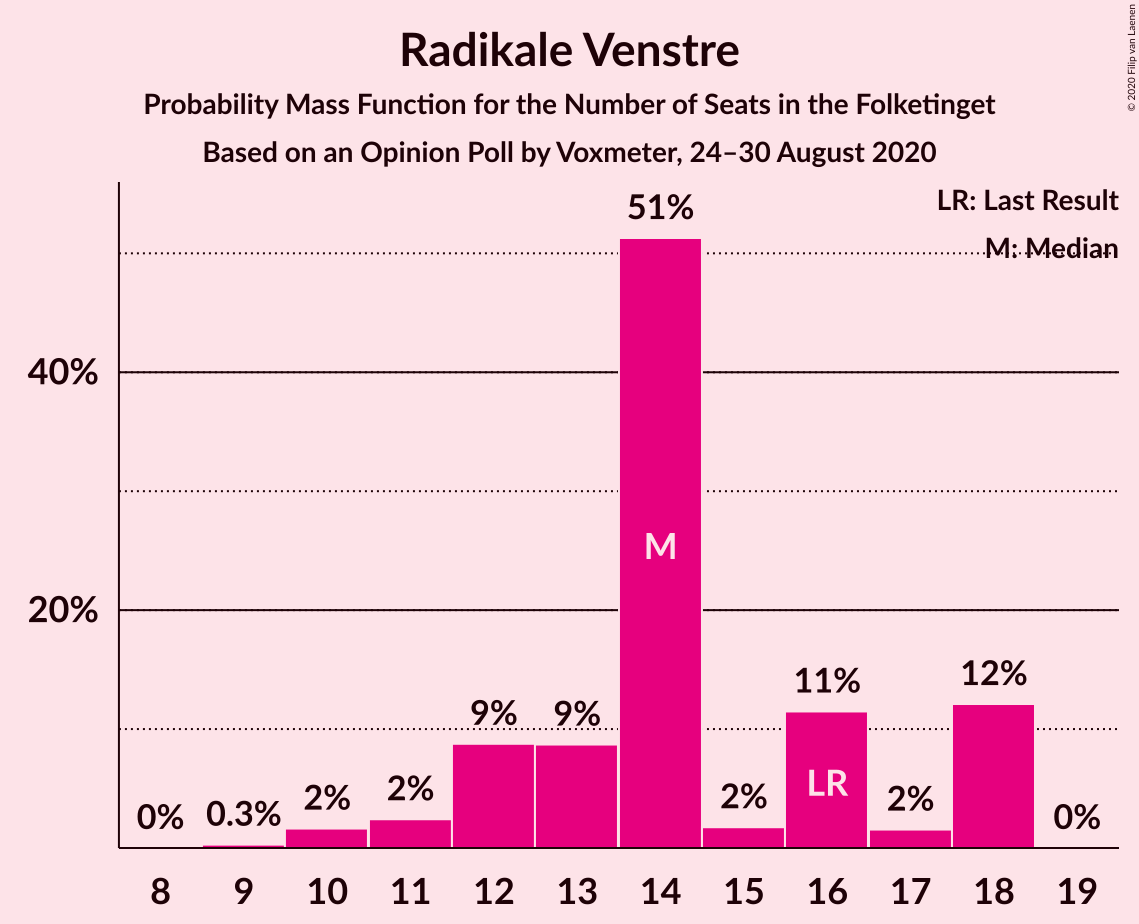 Radikale Venstre
Probability Mass Function for the Number of Seats in the Folketinget
Based on an Opinion Poll by Voxmeter, 24–30 August 2020
© 2020 Filip van Laenen
LR: Last Result
M: Median
40%
20%
0%
0.3%
2%
2%
9%
9%
51%
2%
11%
2%
12%
0%
M
LR
8 9 10 11 12 13 14 15 16 17 18 19